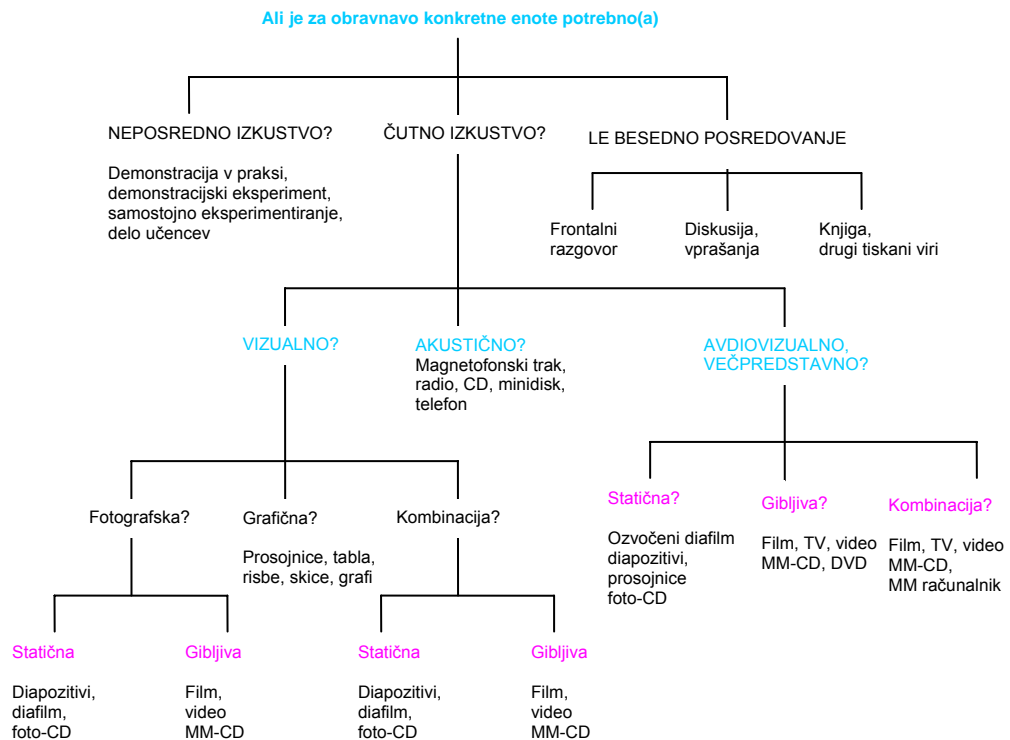 Ali je za obravnavo konkretne enote potrebno(a)
NEPOSREDNO IZKUSTVO?
Demonstracija v praksi,
demonstracijski eksperiment,
samostojno eksperimentiranje,
delo učencev
ČUTNO IZKUSTVO?
LE BESEDNO POSREDOVANJE
Frontalni
razgovor
Diskusija,
vprašanja
Knjiga,
drugi tiskani viri
VIZUALNO?
AKUSTIČNO?
Magnetofonski trak,
radio, CD, minidisk,
telefon
AVDIOVIZUALNO,
VEČPREDSTAVNO?
Fotografska?
Grafična?
Prosojnice, tabla,
risbe, skice, grafi
Kombinacija?
Statična?
Ozvočeni diafilm
diapozitivi,
prosojnice
foto-CD
Gibljiva?
Film, TV, video
MM-CD, DVD
Kombinacija?
Film, TV, video
MM-CD,
MM računalnik
Statična
Diapozitivi,
diafilm,
foto-CD
Gibljiva
Film,
video
MM-CD
Statična
Diapozitivi,
diafilm,
foto-CD
Gibljiva
Film,
video
MM-CD